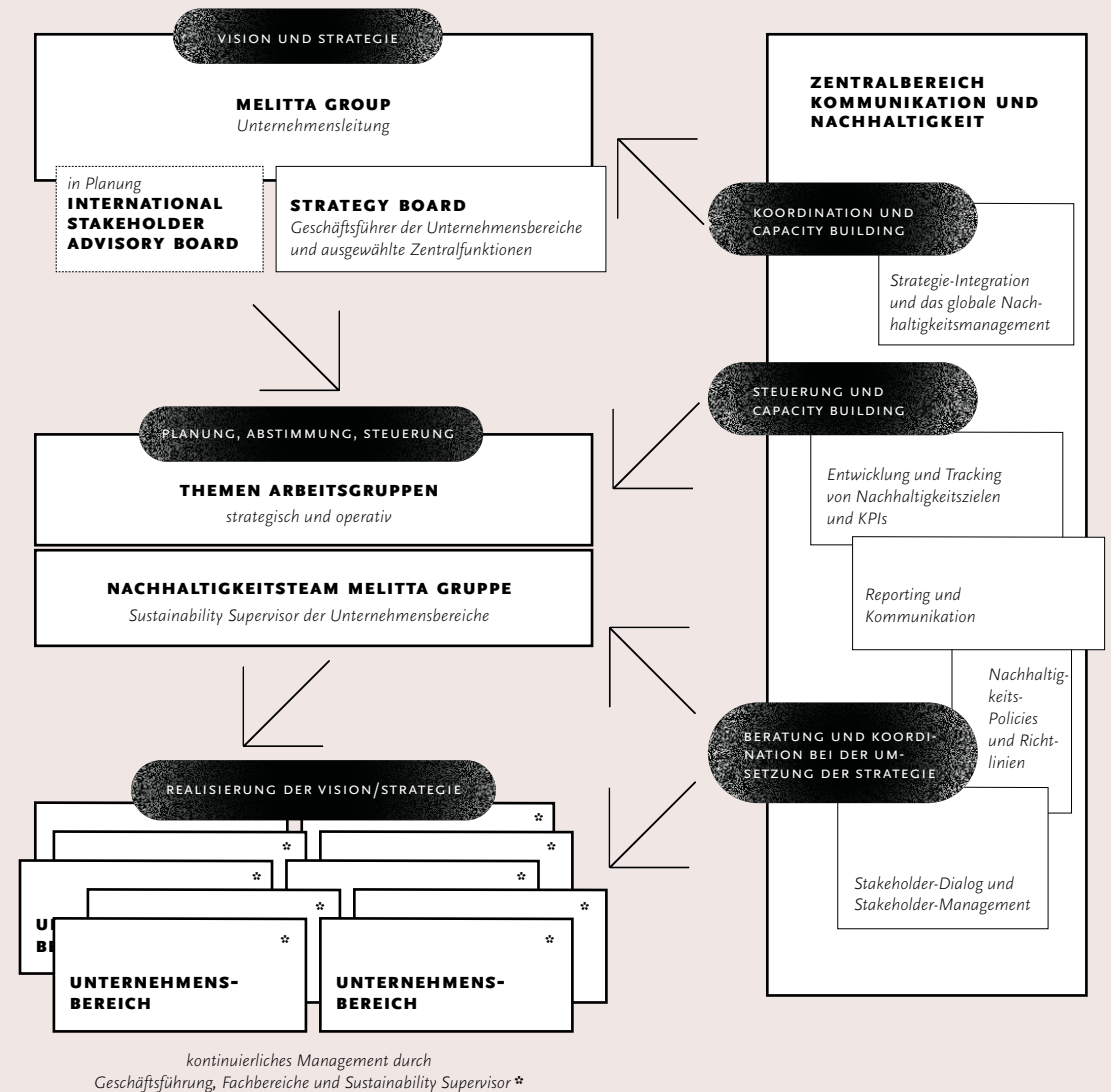 VISION UND STRATEGIE
MELITTA GROUP
Unternehmensleitung
in Planung
INTERNATIONAL
STAKEHOLDER
ADVISORY BOARD
STRATEGY BOARD
Geschäftsführer der Unternehmensbereiche
und ausgewählte Zentralfunktionen
PLANUNG, ABSTIMMUNG, STEUERUNG
THEMEN ARBEITSGRUPPEN
strategisch und operativ
NACHHALTIGKEITSTEAM MELITTA GRUPPE
Sustainability Supervisor der Unternehmensbereiche
REALISIERUNG DER VISION/STRATEGIE
UNTERNEHMENS-
BEREICH
UNTERNEHMENS-
BEREICH
kontinuierliches Management durch
Geschäftsführung, Fachbereiche und Sustainability Supervisor
ZENTRALBEREICH
KOMMUNIKATION UND
NACHHALTIGKEIT
KOORDINATION UND
CAPACITY BUILDING
Strategie-Integration
und das globale Nach-
haltigkeitsmanagement
STEUERUNG UND
CAPACITY BUILDING
Entwicklung und Tracking
von Nachhaltigkeitszielen
und KPIs
Reporting und
Kommunikation
Nachhaltig-
keits-
Policies
und Richt-
linien
BERATUNG UND KOORDI-
NATION BEI DER UM-
SETZUNG DER STRATEGIE
Stakeholder-Dialog und
Stakeholder-Management